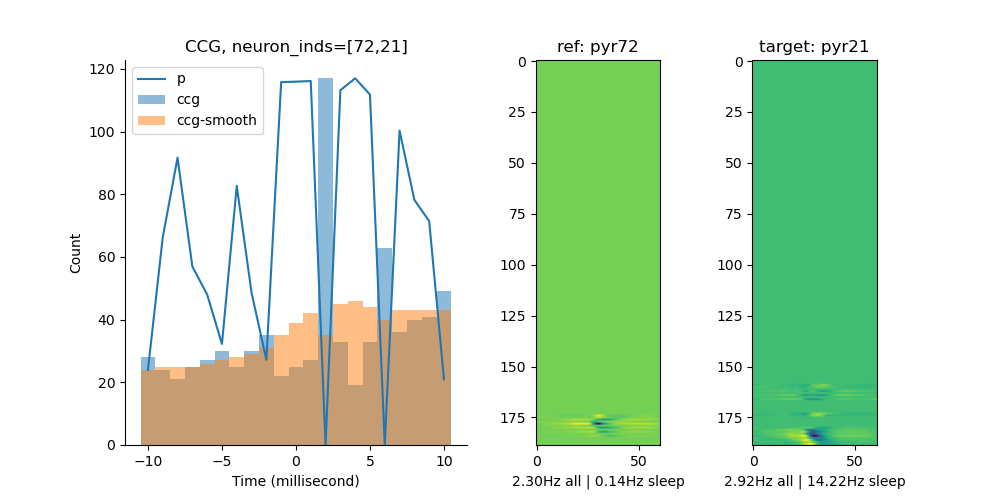 CCG, neuron_inds=[72,21]
p
ccg
ccg-smooth
Count
120
100
80
60
40
20
0
−10 −5 0 5 10
Time (millisecond)
ref: pyr72
0
25
50
75
100
125
150
175
0 50
2.30Hz all | 0.14Hz sleep
target: pyr21
0
25
50
75
100
125
150
175
0 50
2.92Hz all | 14.22Hz sleep